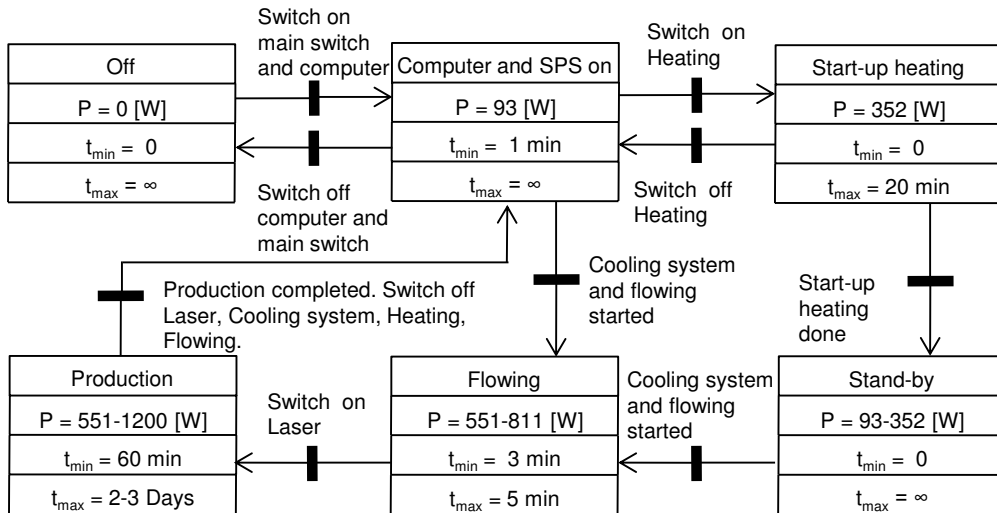 Switch on
main switch
and computer
Switch on
Heating
Off
P = 0 [W]
t_min = 0
t_max = ∞
Computer and SPS on
P = 93 [W]
t_min = 1 min
t_max = ∞
Start-up heating
P = 352 [W]
t_min = 0
t_max = 20 min
Switch off
computer and
main switch
Switch off
Heating
Production completed. Switch off
Laser, Cooling system, Heating,
Flowing.
Cooling system
and flowing
started
Start-up
heating
done
Production
P = 551-1200 [W]
t_min = 60 min
t_max = 2-3 Days
Switch on
Laser
Flowing
P = 551-811 [W]
t_min = 3 min
t_max = 5 min
Cooling system
and flowing
started
Stand-by
P = 93-352 [W]
t_min = 0
t_max = ∞